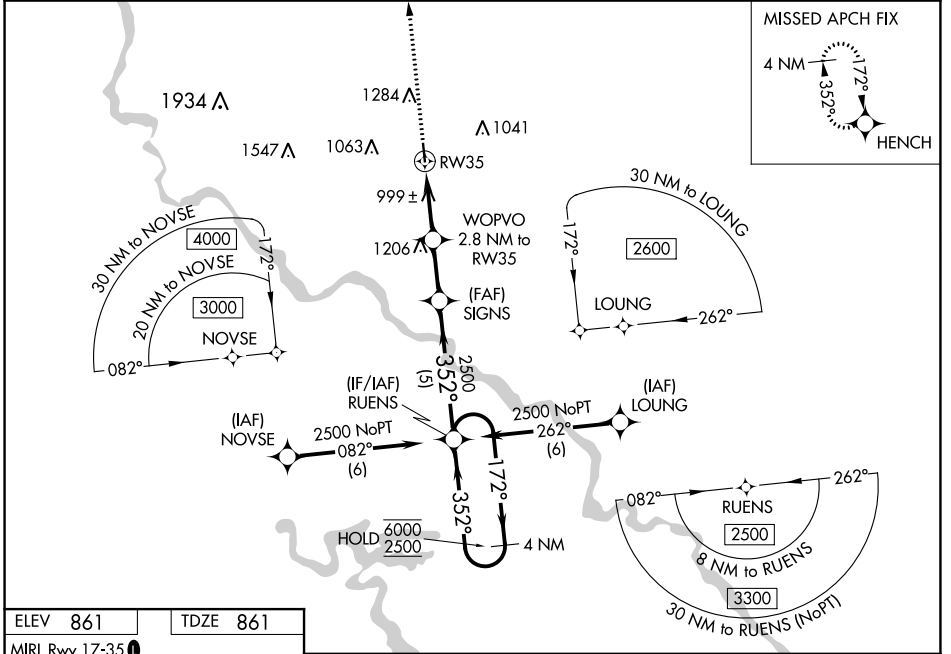 MISSED APCH FIX
4 NM
172°
352°
HENCH
1934
1284
1041
1547
1063
RW35
999 ±
WOPVO
2.8 NM to
RW35
1206
(FAF)
SIGNS
30 NM to NOVSE
4000
172°
20 NM to NOVSE
3000
NOVSE
082°
30 NM to LOUNG
172°
2600
LOUNG
262°
2500
352°
(5)
(IF/IAF)
RUENS
(IAF)
NOVSE
2500 NoPT
082°
(6)
(IAF)
LOUNG
2500 NoPT
262°
(6)
172°
352°
HOLD
6000
2500
4 NM
082°
262°
RUENS
2500
8 NM to RUENS
3300
30 NM to RUENS (NoPT)
ELEV 861
TDZE 861
MIRL Rwy 17-35 L